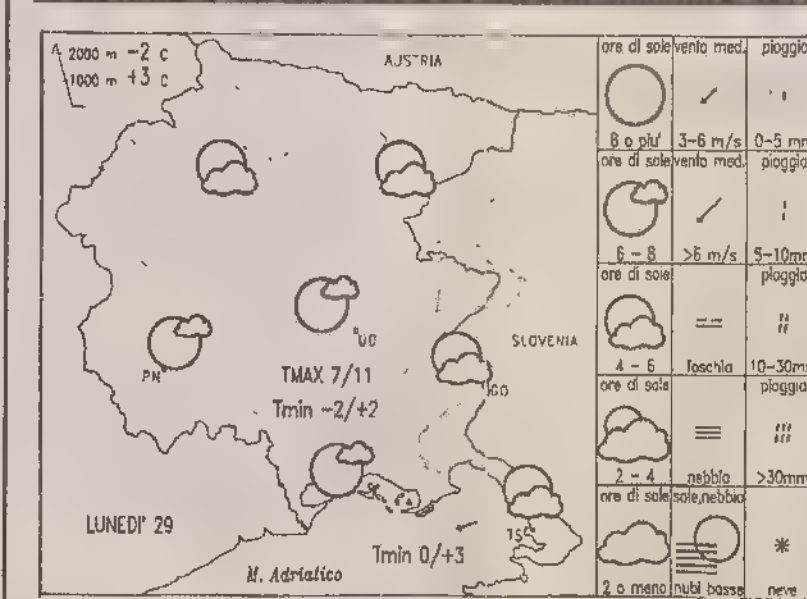 2000 m -2 c
1000 m +3 c
AUSTRIA
SLOVENIA
UD
PN
GO
TS
TMAX 7/11
Tmin -2/+2
LUNEDI' 29
Tmin 0/+3
M. Adriatico
ore di sole vento med. pioggia
8 o piu' 3-6 m/s 0-5 mm
ore di sole vento med. pioggia
6 - 8 >6 m/s 5-10mm
ore di sole pioggia
4 - 6 foschia 10-30mm
ore di sole pioggia
2 - 4 nebbia >30mm
ore di sole sole,nebbia
2 o meno nubi basse neve